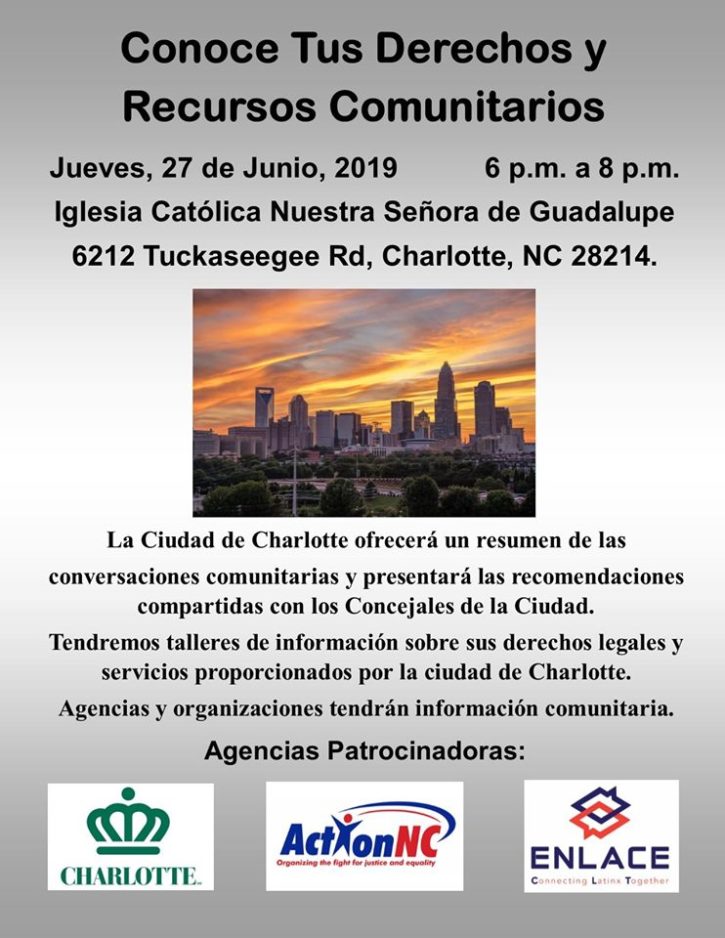 Conoce Tus Derechos y
Recursos Comunitarios
Jueves, 27 de Junio, 2019 6 p.m. a 8 p.m.
Iglesia Católica Nuestra Señora de Guadalupe
6212 Tuckaseegee Rd, Charlotte, NC 28214.
La Ciudad de Charlotte ofrecerá un resumen de las
conversaciones comunitarias y presentará las recomendaciones
compartidas con los Concejales de la Ciudad.
Tendremos talleres de información sobre sus derechos legales y
servicios proporcionados por la ciudad de Charlotte.
Agencias y organizaciones tendrán información comunitaria.
Agencias Patrocinadoras:
CHARLOTTE
ActionNC
Organizing the fight for justice and equality
ENLACE
Connecting Latinx Together